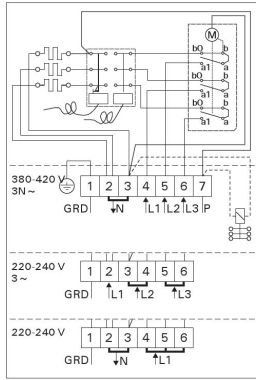 M
b0 b
a1
b0 b
a1 a
b0 b
a1 a
380-420 V
3N ~
1 2 3 4 5 6 7
GRD N L1 L2 L3 P
220-240 V
3 ~
1 2 3 4 5 6
GRD L1 L2 L3
220-240 V
1 2 3 4 5 6
GRD N L1